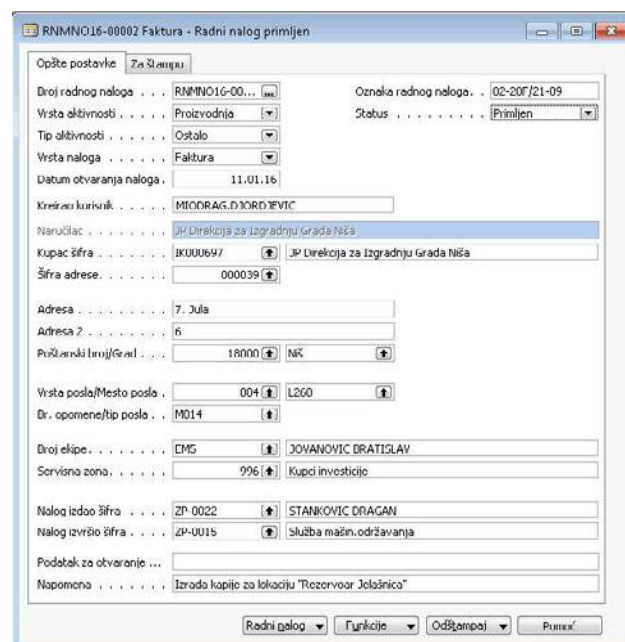 RNMNO16-00002 Faktura - Radni nalog primljen
Opšte postavke Za štampu
Broj radnog naloga . . . RNMNO16-00... ... Oznaka radnog naloga. . 02-20F/21-09
Vrsta aktivnosti . . . . . Proizvodnja Status . . . . . . . . . Primljen
Tip aktivnosti . . . . . . Ostalo
Vrsta naloga . . . . . . Faktura
Datum otvaranja naloga . 11.01.16
Kreirao korisnik . . . . . MIODRAG.DJORDJEVIC
Naručilac . . . . . . . . JP Direkcija za Izgradnju Grada Niša
Kupac šifra . . . . . . . IK000697 JP Direkcija za Izgradnju Grada Niša
Šifra adrese. . . . . . . 000039
Adresa . . . . . . . . . 7. Jula
Adresa 2 . . . . . . . . 6
Poštanski broj/Grad . . . 18000 Niš
Vrsta posla/Mesto posla . 004 L260
Br. opomene/tip posla . . M014
Broj ekipe. . . . . . . . EMS JOVANOVIC BRATISLAV
Servisna zona. . . . . . 996 Kupci investicije
Nalog izdao šifra . . . . ZP-0022 STANKOVIC DRAGAN
Nalog izvršio šifra . . . ZP-0015 Služba mašin.održavanja
Podatak za otvaranje ...
Napomena . . . . . . . Izrada kapije za lokaciju "Rezervoar Jelašnica"
Radni nalog Funkcije Odštampaj Pomoć